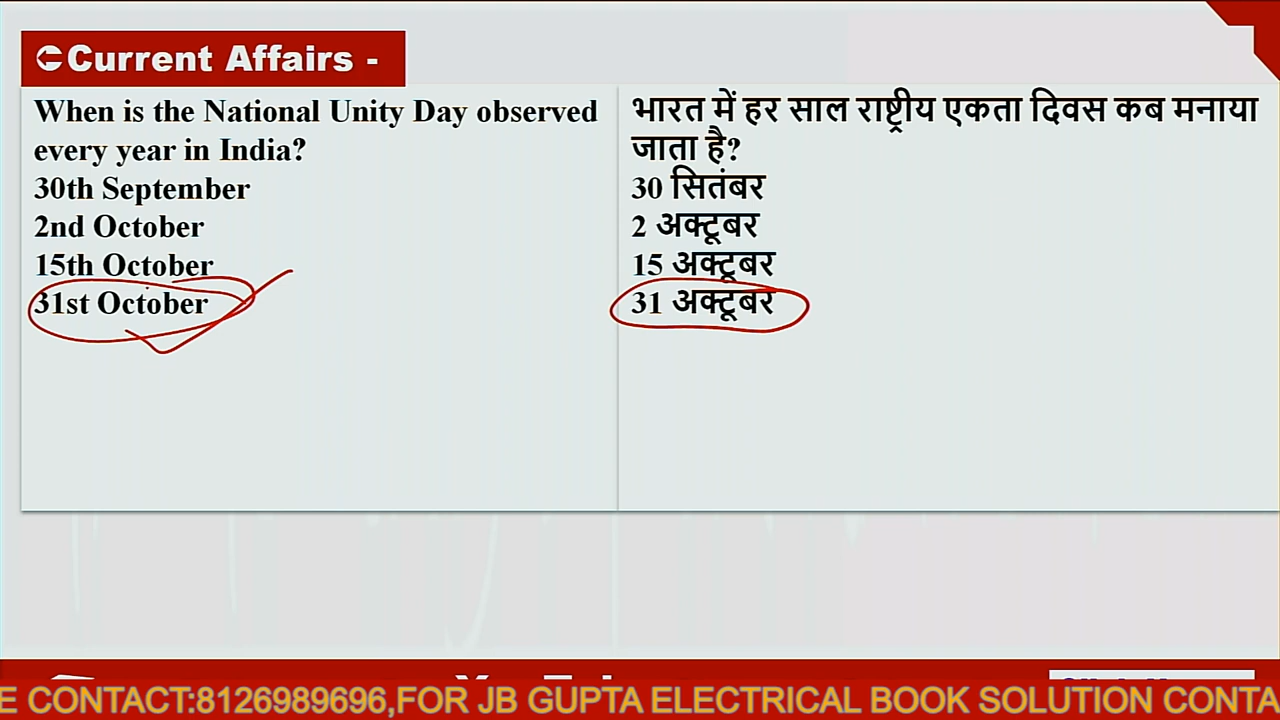 Current Affairs -
When is the National Unity Day observed
every year in India?
30th September
2nd October
15th October
31st October
भारत में हर साल राष्ट्रीय एकता दिवस कब मनाया
जाता है?
30 सितंबर
2 अक्टूबर
15 अक्टूबर
31 अक्टूबर
E CONTACT:8126989696,FOR JB GUPTA ELECTRICAL BOOK SOLUTION CONTA